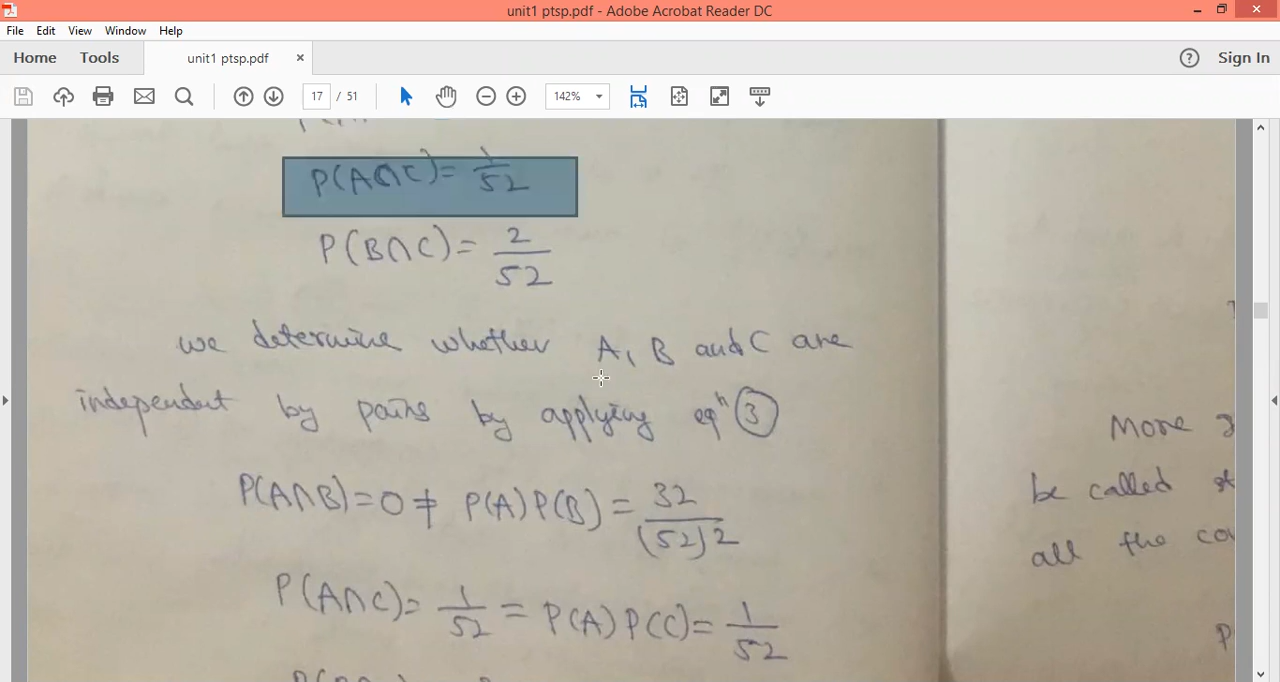 unit1 ptsp.pdf - Adobe Acrobat Reader DC
File Edit View Window Help
Home Tools unit1 ptsp.pdf × ? Sign In
17 / 51 142%
P(A∩C) = 1/52
P(B∩C) = 2/52
we determine whether A, B and C are
independent by pairs by applying eqⁿ ③
P(A∩B) = 0 ≠ P(A) P(B) = 32/(52)²
P(A∩C) = 1/52 = P(A) P(C) = 1/52
More
be called
all the
P